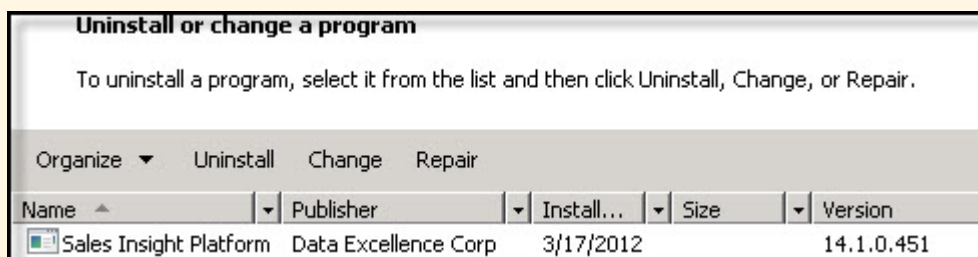 Uninstall or change a program
To uninstall a program, select it from the list and then click Uninstall, Change, or Repair.
Organize Uninstall Change Repair
Name Publisher Install... Size Version
Sales Insight Platform Data Excellence Corp 3/17/2012 14.1.0.451